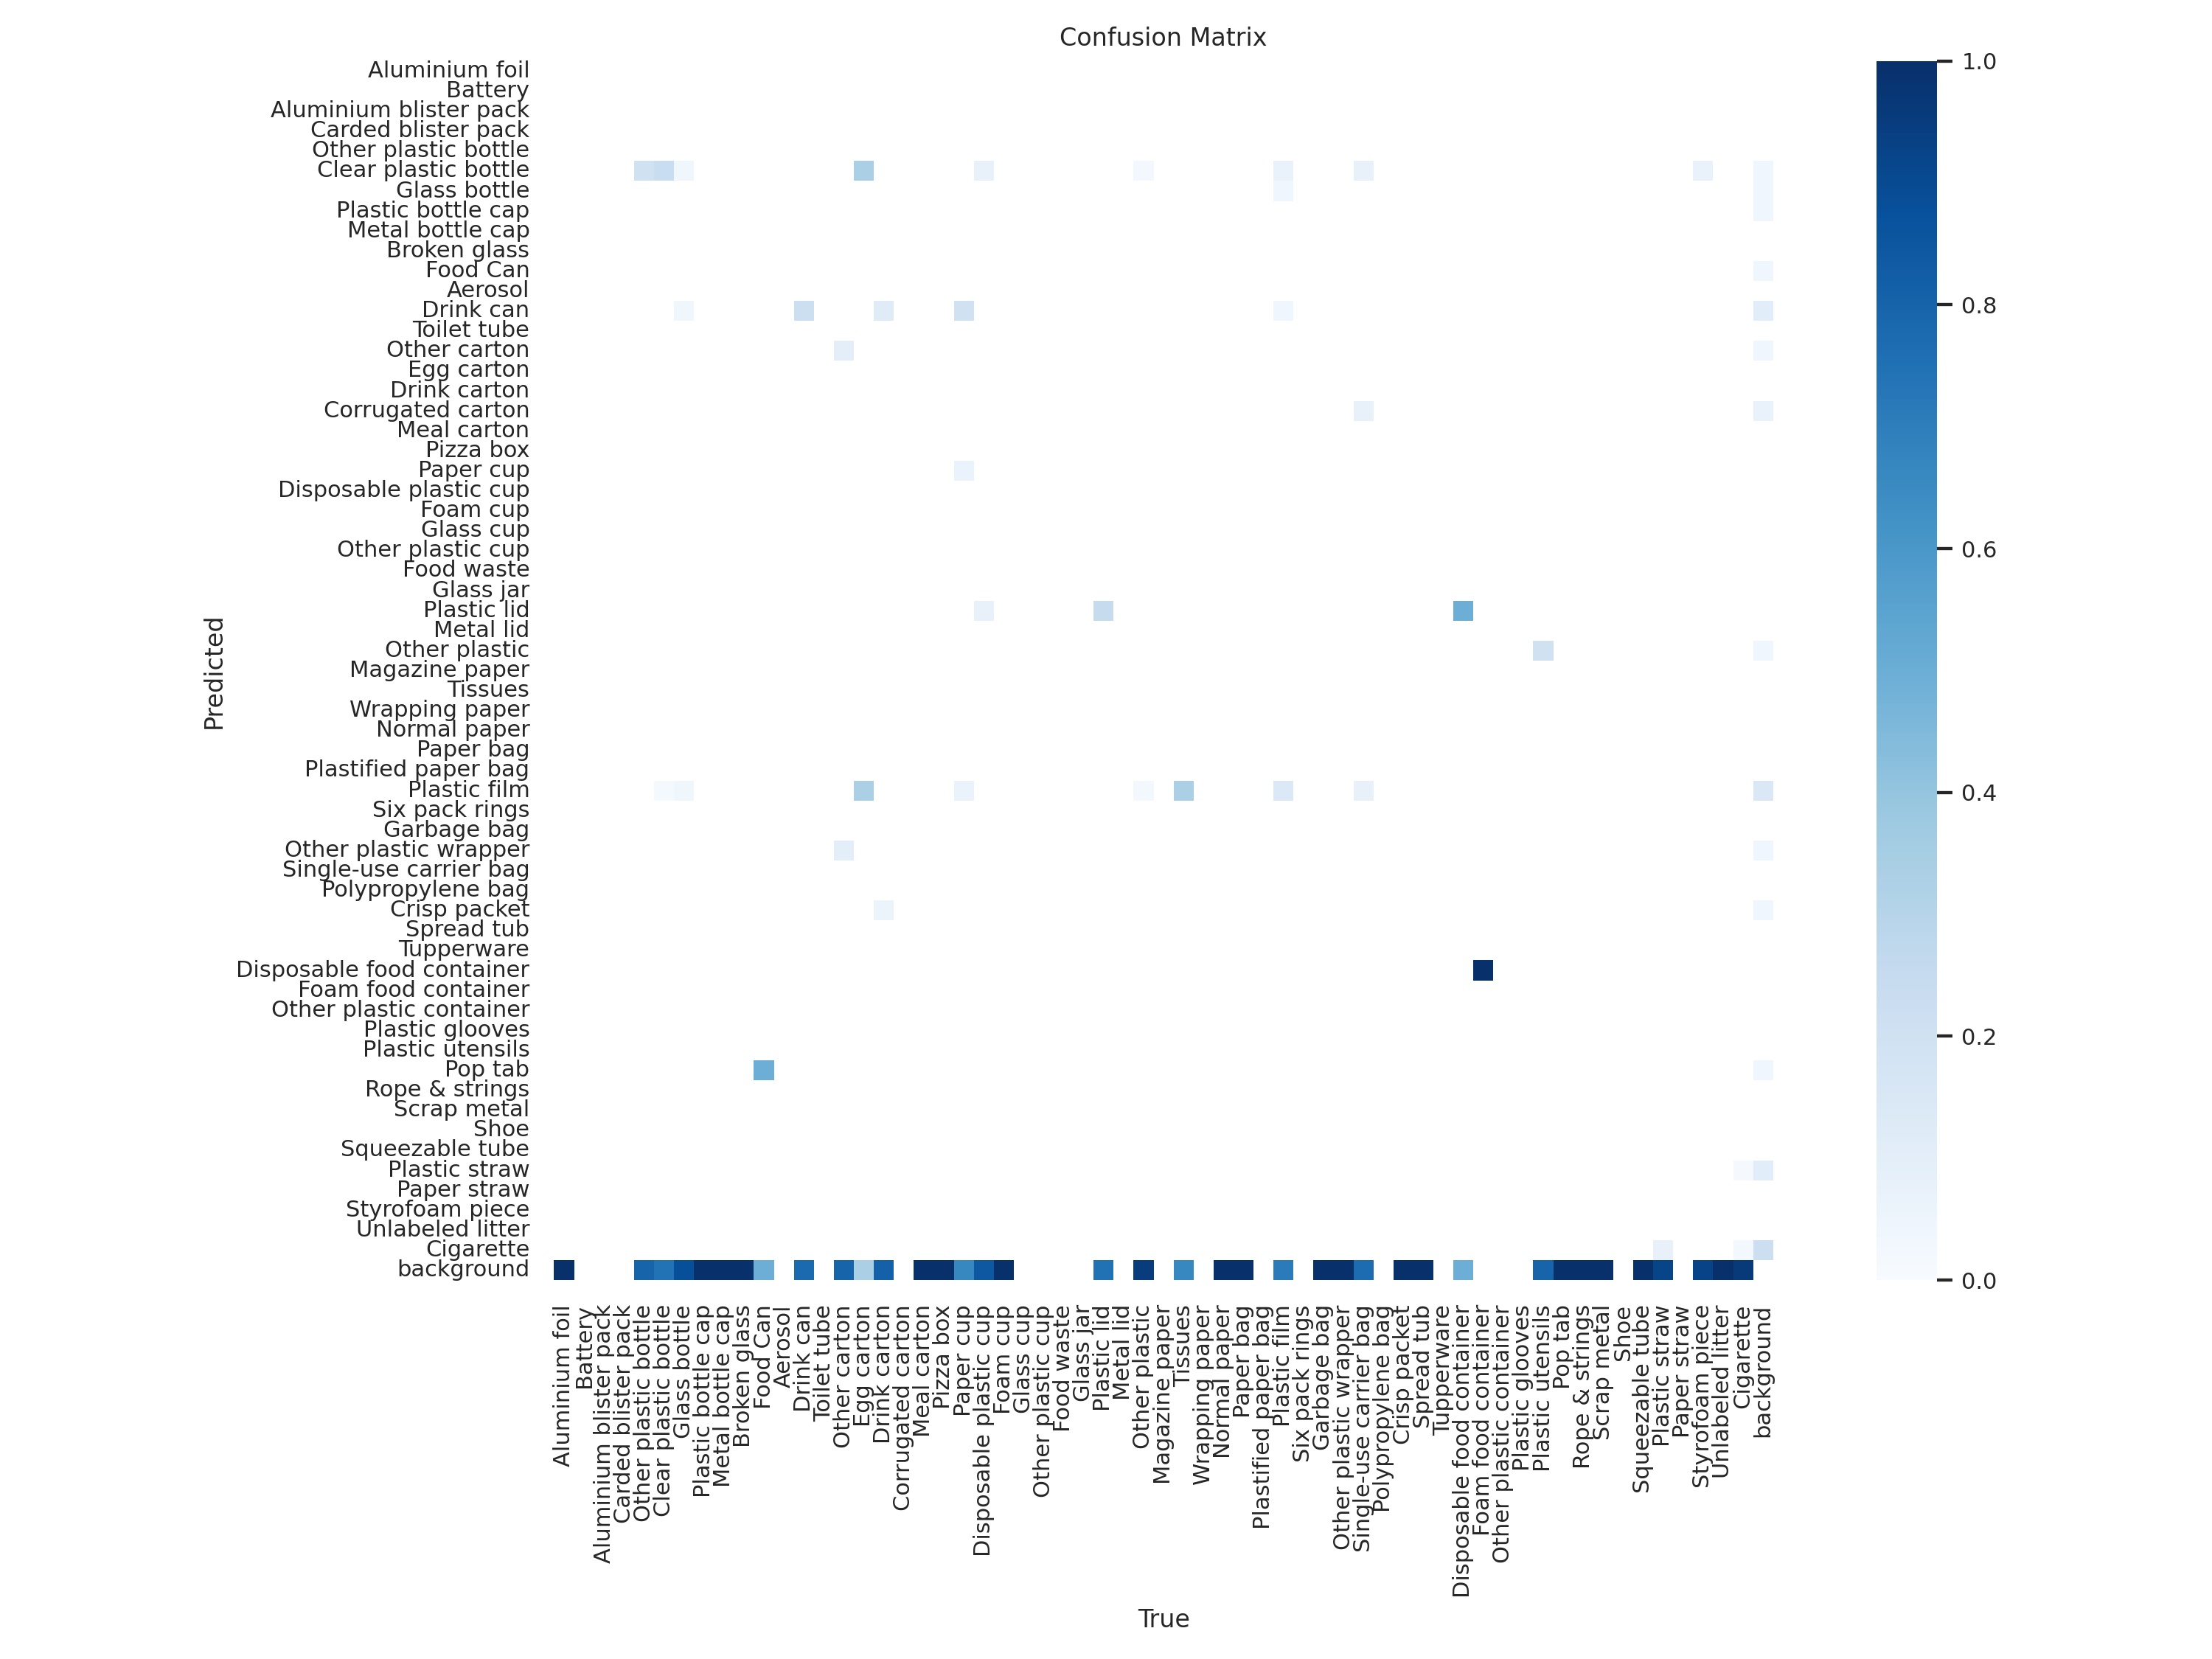 Confusion Matrix
Aluminium foil
Battery
Aluminium blister pack
Carded blister pack
Other plastic bottle
Clear plastic bottle
Glass bottle
Plastic bottle cap
Metal bottle cap
Broken glass
Food Can
Aerosol
Drink can
Toilet tube
Other carton
Egg carton
Drink carton
Corrugated carton
Meal carton
Pizza box
Paper cup
Disposable plastic cup
Foam cup
Glass cup
Other plastic cup
Food waste
Glass jar
Plastic lid
Metal lid
Other plastic
Magazine paper
Tissues
Wrapping paper
Normal paper
Paper bag
Plastified paper bag
Plastic film
Six pack rings
Garbage bag
Other plastic wrapper
Single-use carrier bag
Polypropylene bag
Crisp packet
Spread tub
Tupperware
Disposable food container
Foam food container
Other plastic container
Plastic glooves
Plastic utensils
Pop tab
Rope & strings
Scrap metal
Shoe
Squeezable tube
Plastic straw
Paper straw
Styrofoam piece
Unlabeled litter
Cigarette
background
Predicted
Aluminium foil
Battery
Aluminium blister pack
Carded blister pack
Other plastic bottle
Clear plastic bottle
Glass bottle
Plastic bottle cap
Metal bottle cap
Broken glass
Food Can
Aerosol
Drink can
Toilet tube
Other carton
Egg carton
Drink carton
Corrugated carton
Meal carton
Pizza box
Paper cup
Disposable plastic cup
Foam cup
Glass cup
Other plastic cup
Food waste
Glass jar
Plastic lid
Metal lid
Other plastic
Magazine paper
Tissues
Wrapping paper
Normal paper
Paper bag
Plastified paper bag
Plastic film
Six pack rings
Garbage bag
Other plastic wrapper
Single-use carrier bag
Polypropylene bag
Crisp packet
Spread tub
Tupperware
Disposable food container
Foam food container
Other plastic container
Plastic glooves
Plastic utensils
Pop tab
Rope & strings
Scrap metal
Shoe
Squeezable tube
Plastic straw
Paper straw
Styrofoam piece
Unlabeled litter
Cigarette
background
True
1.0
0.8
0.6
0.4
0.2
0.0